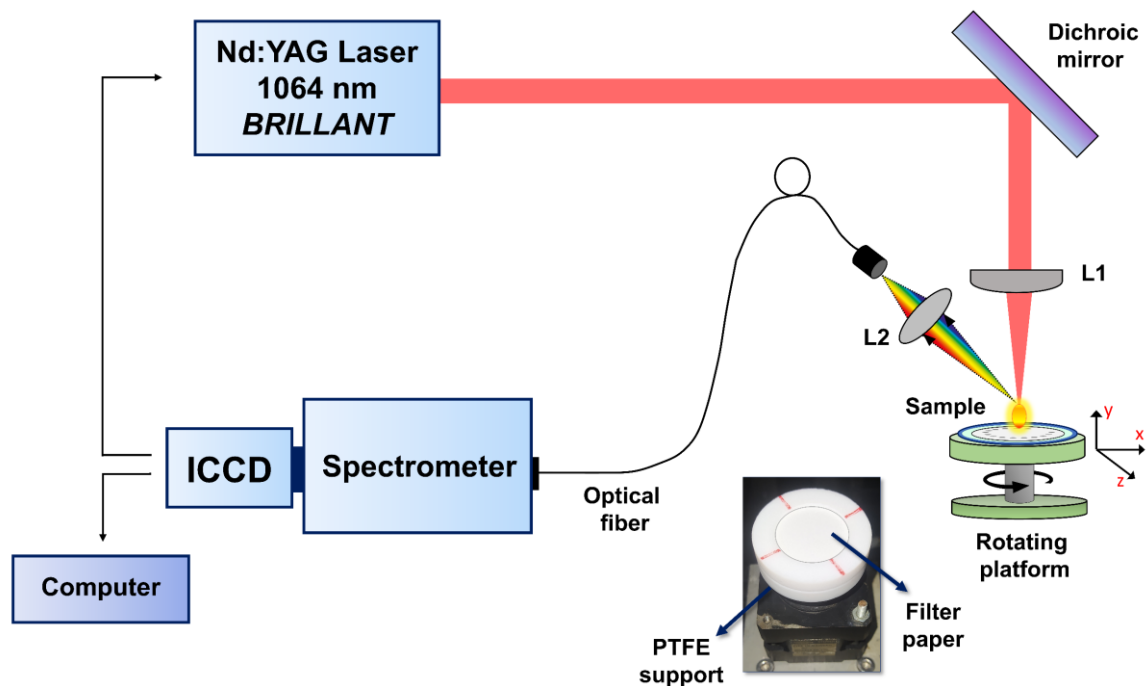 Nd:YAG Laser
1064 nm
BRILLANT
Dichroic
mirror
L1
L2
Sample
y
x
z
ICCD
Spectrometer
Optical
fiber
Rotating
platform
Computer
Filter
paper
PTFE
support